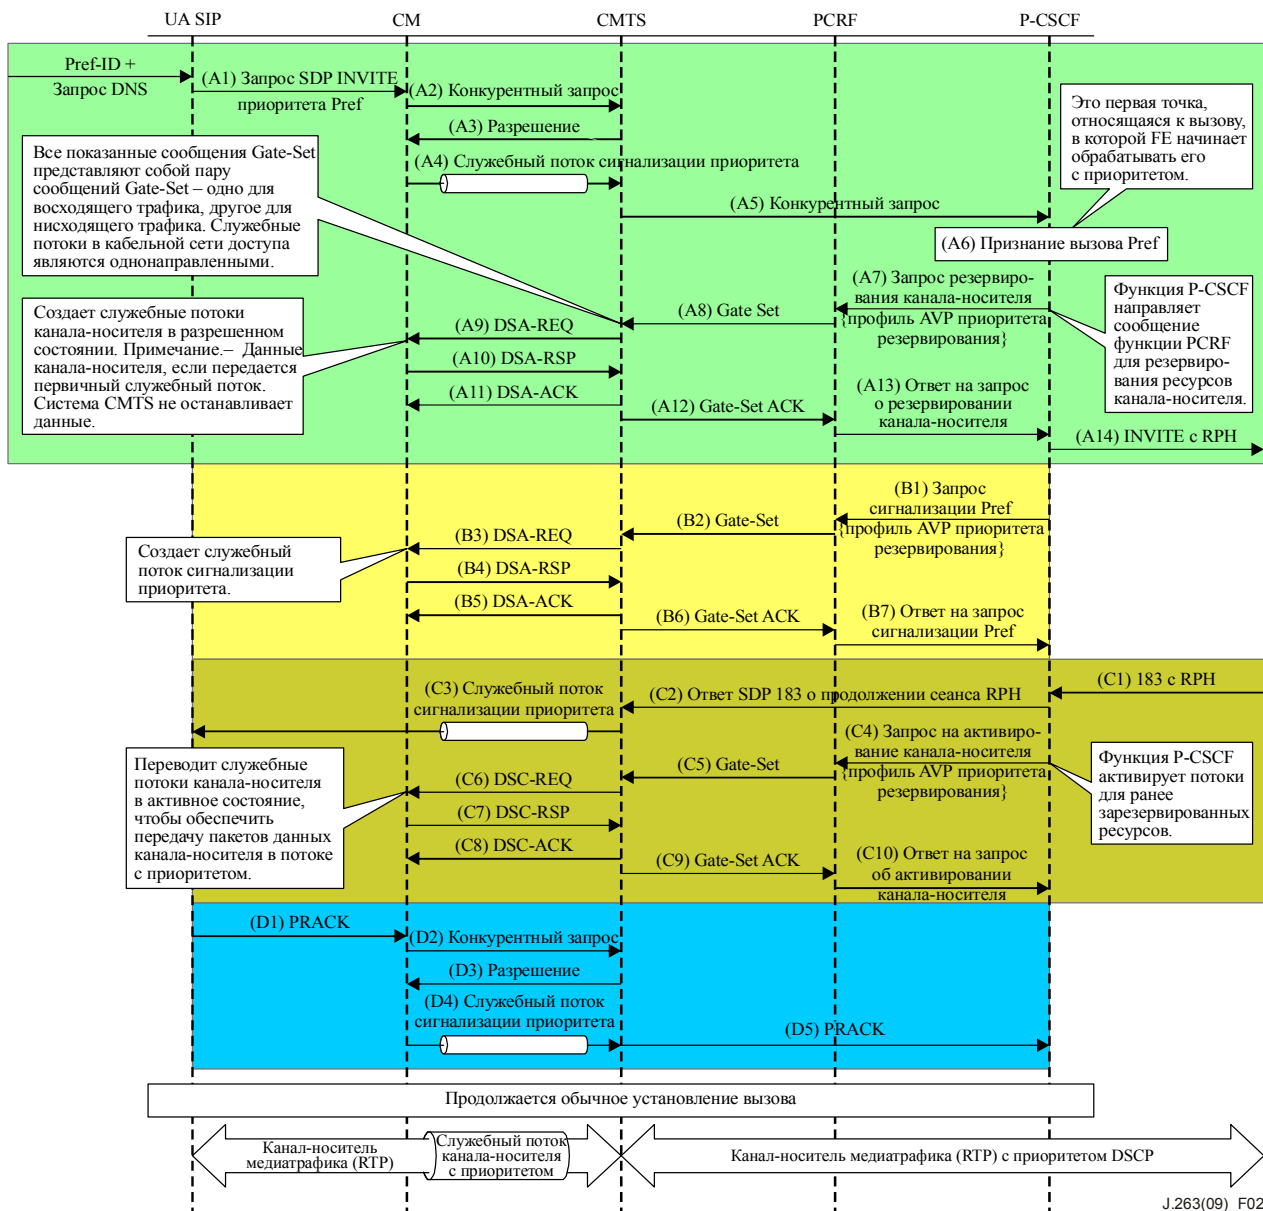 UA SIP
CM
CMTS
PCRF
P-CSCF
Pref-ID +
Запрос DNS
(A1) Запрос SDP INVITE
приоритета Pref
(A2) Конкурентный запрос
(A3) Разрешение
(A4) Служебный поток сигнализации приоритета
Это первая точка,
относящаяся к вызову,
в которой FE начинает
обрабатывать его
с приоритетом.
Все показанные сообщения Gate-Set
представляют собой пару
сообщений Gate-Set – одно для
восходящего трафика, другое для
нисходящего трафика. Служебные
потоки в кабельной сети доступа
являются однонаправленными.
(A5) Конкурентный запрос
(A6) Признание вызова Pref
(A7) Запрос резервиро-
вания канала-носителя
{профиль AVP приоритета
резервирования}
(A8) Gate Set
Функция P-CSCF
направляет
сообщение
функции PCRF
для резервирования
ресурсов
канала-носителя.
Создает служебные потоки
канала-носителя в разрешенном
состоянии. Примечание.– Данные
канала-носителя, если передается
первичный служебный поток.
Система CMTS не останавливает
данные.
(A9) DSA-REQ
(A10) DSA-RSP
(A11) DSA-ACK
(A12) Gate-Set ACK
(A13) Ответ на запрос
о резервировании
канала-носителя
(A14) INVITE с RPH
(B1) Запрос
сигнализации Pref
{профиль AVP приоритета
резервирования}
(B2) Gate-Set
(B3) DSA-REQ
Создает служебный
поток сигнализации
приоритета.
(B4) DSA-RSP
(B5) DSA-ACK
(B6) Gate-Set ACK
(B7) Ответ на запрос
сигнализации Pref
(C1) 183 с RPH
(C2) Ответ SDP 183 о продолжении сеанса RPH
(C3) Служебный поток
сигнализации приоритета
(C4) Запрос на активиро-
вание канала-носителя
{профиль AVP приоритета
резервирования}
(C5) Gate-Set
Функция P-CSCF
активирует потоки
для ранее
зарезервированных
ресурсов.
Переводит служебные
потоки канала-носителя
в активное состояние,
чтобы обеспечить
передачу пакетов данных
канала-носителя в потоке
с приоритетом.
(C6) DSC-REQ
(C7) DSC-RSP
(C8) DSC-ACK
(C9) Gate-Set ACK
(C10) Ответ на запрос
об активировании
канала-носителя
(D1) PRACK
(D2) Конкурентный запрос
(D3) Разрешение
(D4) Служебный поток
сигнализации приоритета
(D5) PRACK
Продолжается обычное установление вызова
Канал-носитель
медиатрафика (RTP)
Служебный поток
канала-носителя
с приоритетом
Канал-носитель медиатрафика (RTP) с приоритетом DSCP
J.263(09)_F02